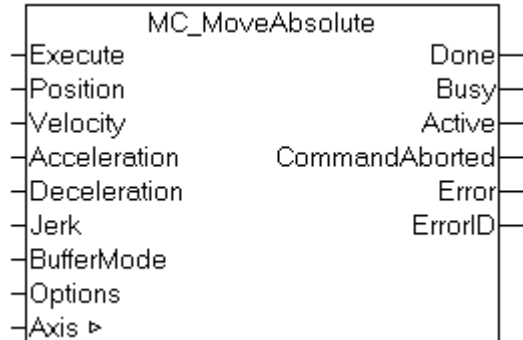 MC_MoveAbsolute
Execute Done
Position Busy
Velocity Active
Acceleration CommandAborted
Deceleration Error
Jerk ErrorID
BufferMode
Options
Axis